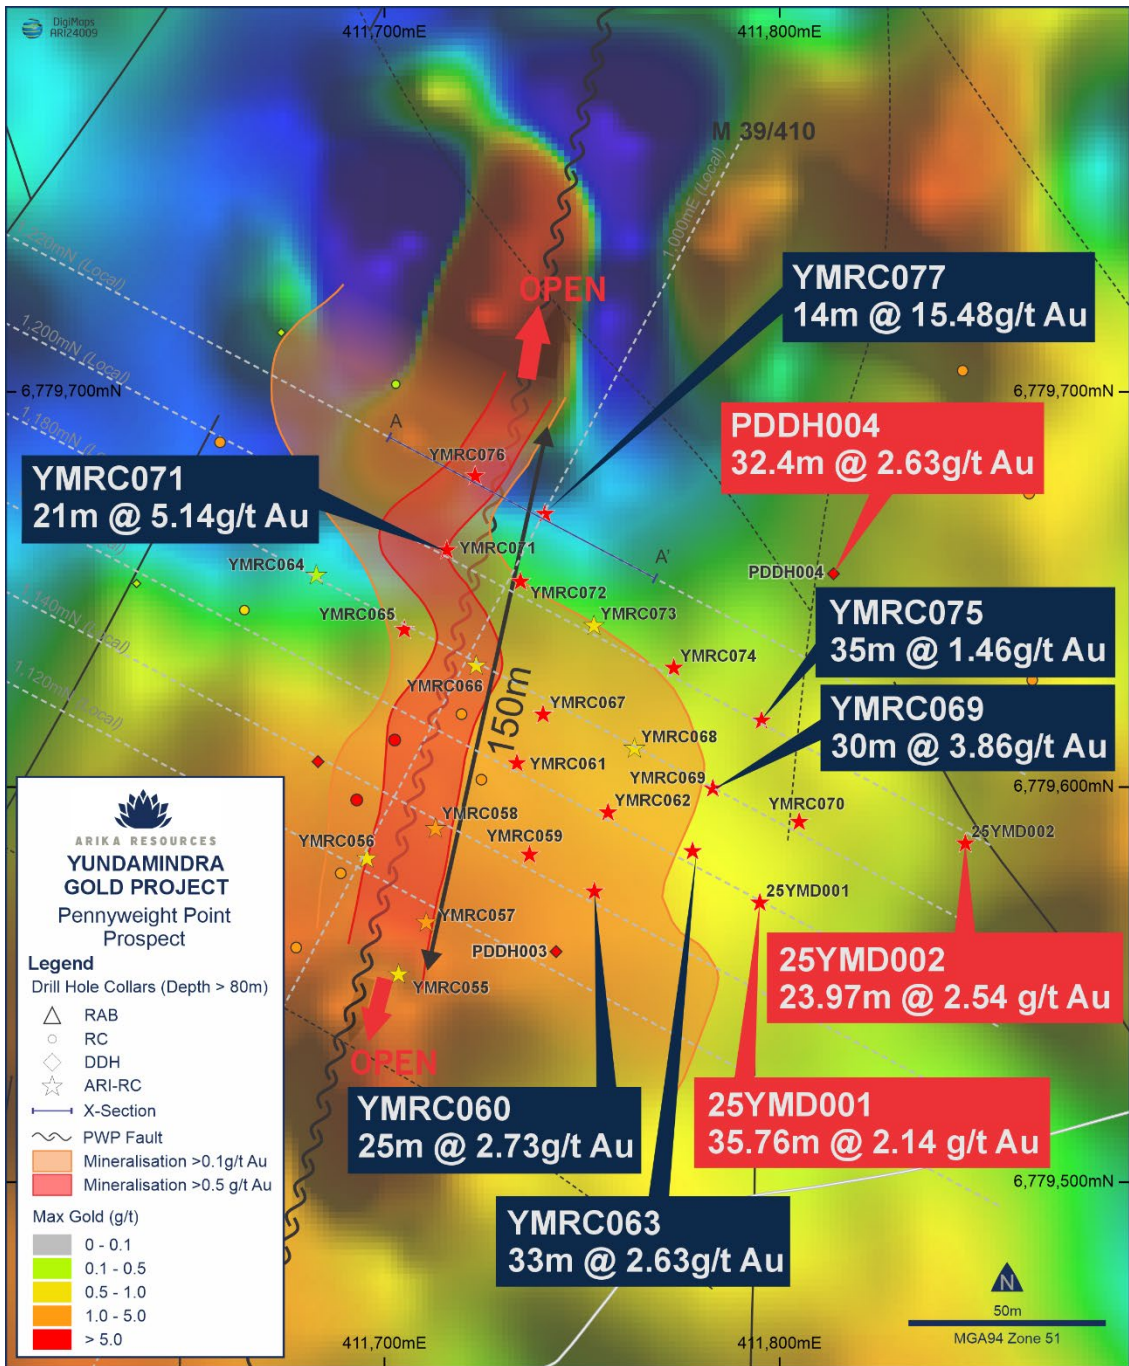 DigiMaps
ARI24009
411,700mE
411,800mE
M 39/410
1,000mE (Local)
1,220mN (Local)
1,200mN (Local)
OPEN
YMRC077
14m @ 15.48g/t Au
6,779,700mN
6,779,700mN
1,180mN
A
PDDH004
32.4m @ 2.63g/t Au
YMRC076
YMRC071
21m @ 5.14g/t Au
YMRC071
A'
YMRC064
YMRC072
PDDH004
1,140mN (Local)
YMRC065
YMRC073
YMRC075
35m @ 1.46g/t Au
YMRC074
YMRC066
1,120mN (Local)
150m
YMRC067
YMRC069
30m @ 3.86g/t Au
YMRC068
YMRC061
YMRC069
6,779,600mN
YMRC062
YMRC070
YMRC058
YMRC056
YMRC059
25YMD002
25YMD001
YMRC057
PDDH003
25YMD002
23.97m @ 2.54 g/t Au
YMRC055
OPEN
YMRC060
25m @ 2.73g/t Au
25YMD001
35.76m @ 2.14 g/t Au
6,779,500mN
YMRC063
33m @ 2.63g/t Au
ARIKA RESOURCES
YUNDAMINDRA
GOLD PROJECT
Pennyweight Point
Prospect
Legend
Drill Hole Collars (Depth > 80m)
RAB
RC
DDH
ARI-RC
X-Section
PWP Fault
Mineralisation >0.1g/t Au
Mineralisation >0.5 g/t Au
Max Gold (g/t)
0 - 0.1
0.1 - 0.5
0.5 - 1.0
1.0 - 5.0
> 5.0
N
50m
MGA94 Zone 51
411,700mE
411,800mE